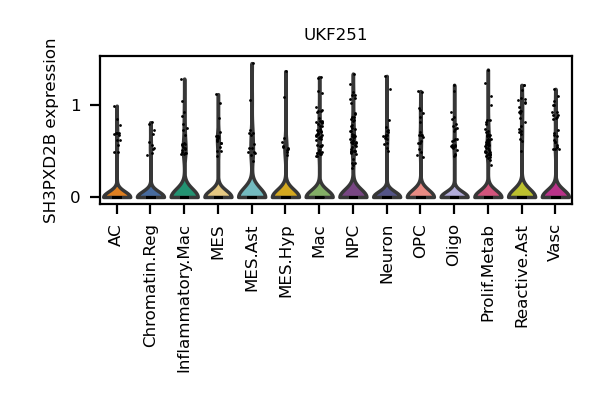 UKF251
SH3PXD2B expression
1
0
AC
Chromatin.Reg
Inflammatory.Mac
MES
MES.Ast
MES.Hyp
Mac
NPC
Neuron
OPC
Oligo
Prolif.Metab
Reactive.Ast
Vasc